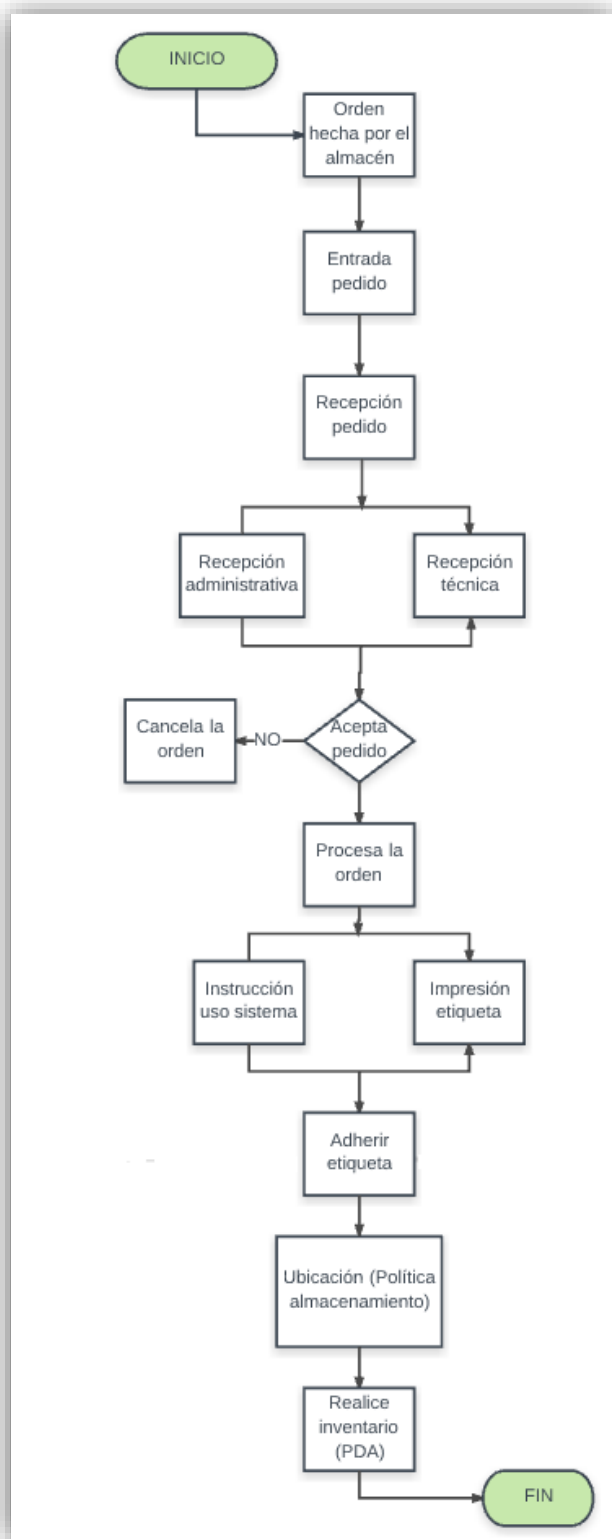 INICIO
Orden
hecha por el
almacén
Entrada
pedido
Recepción
pedido
Recepción
administrativa
Recepción
técnica
Acepta
pedido
NO
Cancela la
orden
Procesa la
orden
Instrucción
uso sistema
Impresión
etiqueta
Adherir
etiqueta
Ubicación (Política
almacenamiento)
Realice
inventario
(PDA)
FIN